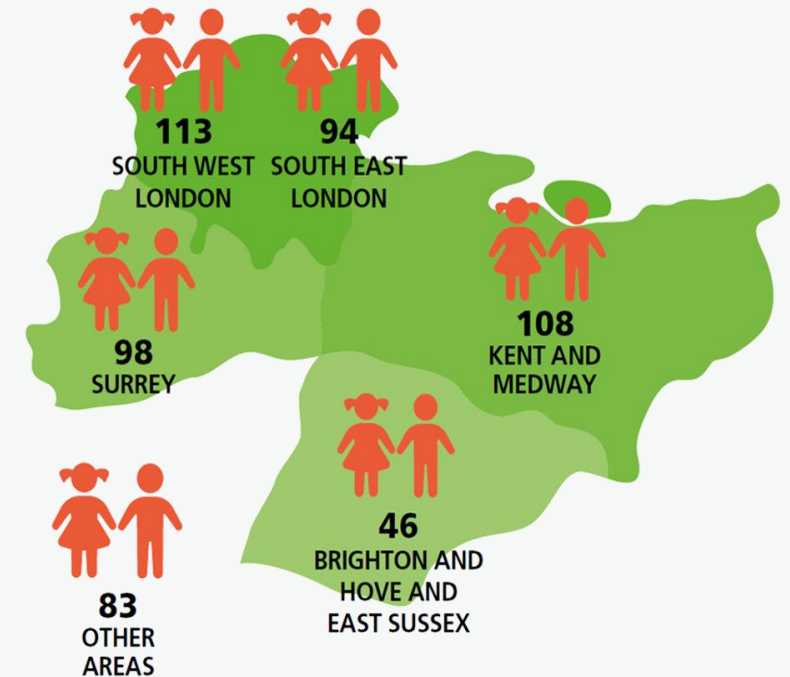 113
SOUTH WEST
LONDON
94
SOUTH EAST
LONDON
98
SURREY
108
KENT AND
MEDWAY
46
BRIGHTON AND
HOVE AND
EAST SUSSEX
83
OTHER
AREAS